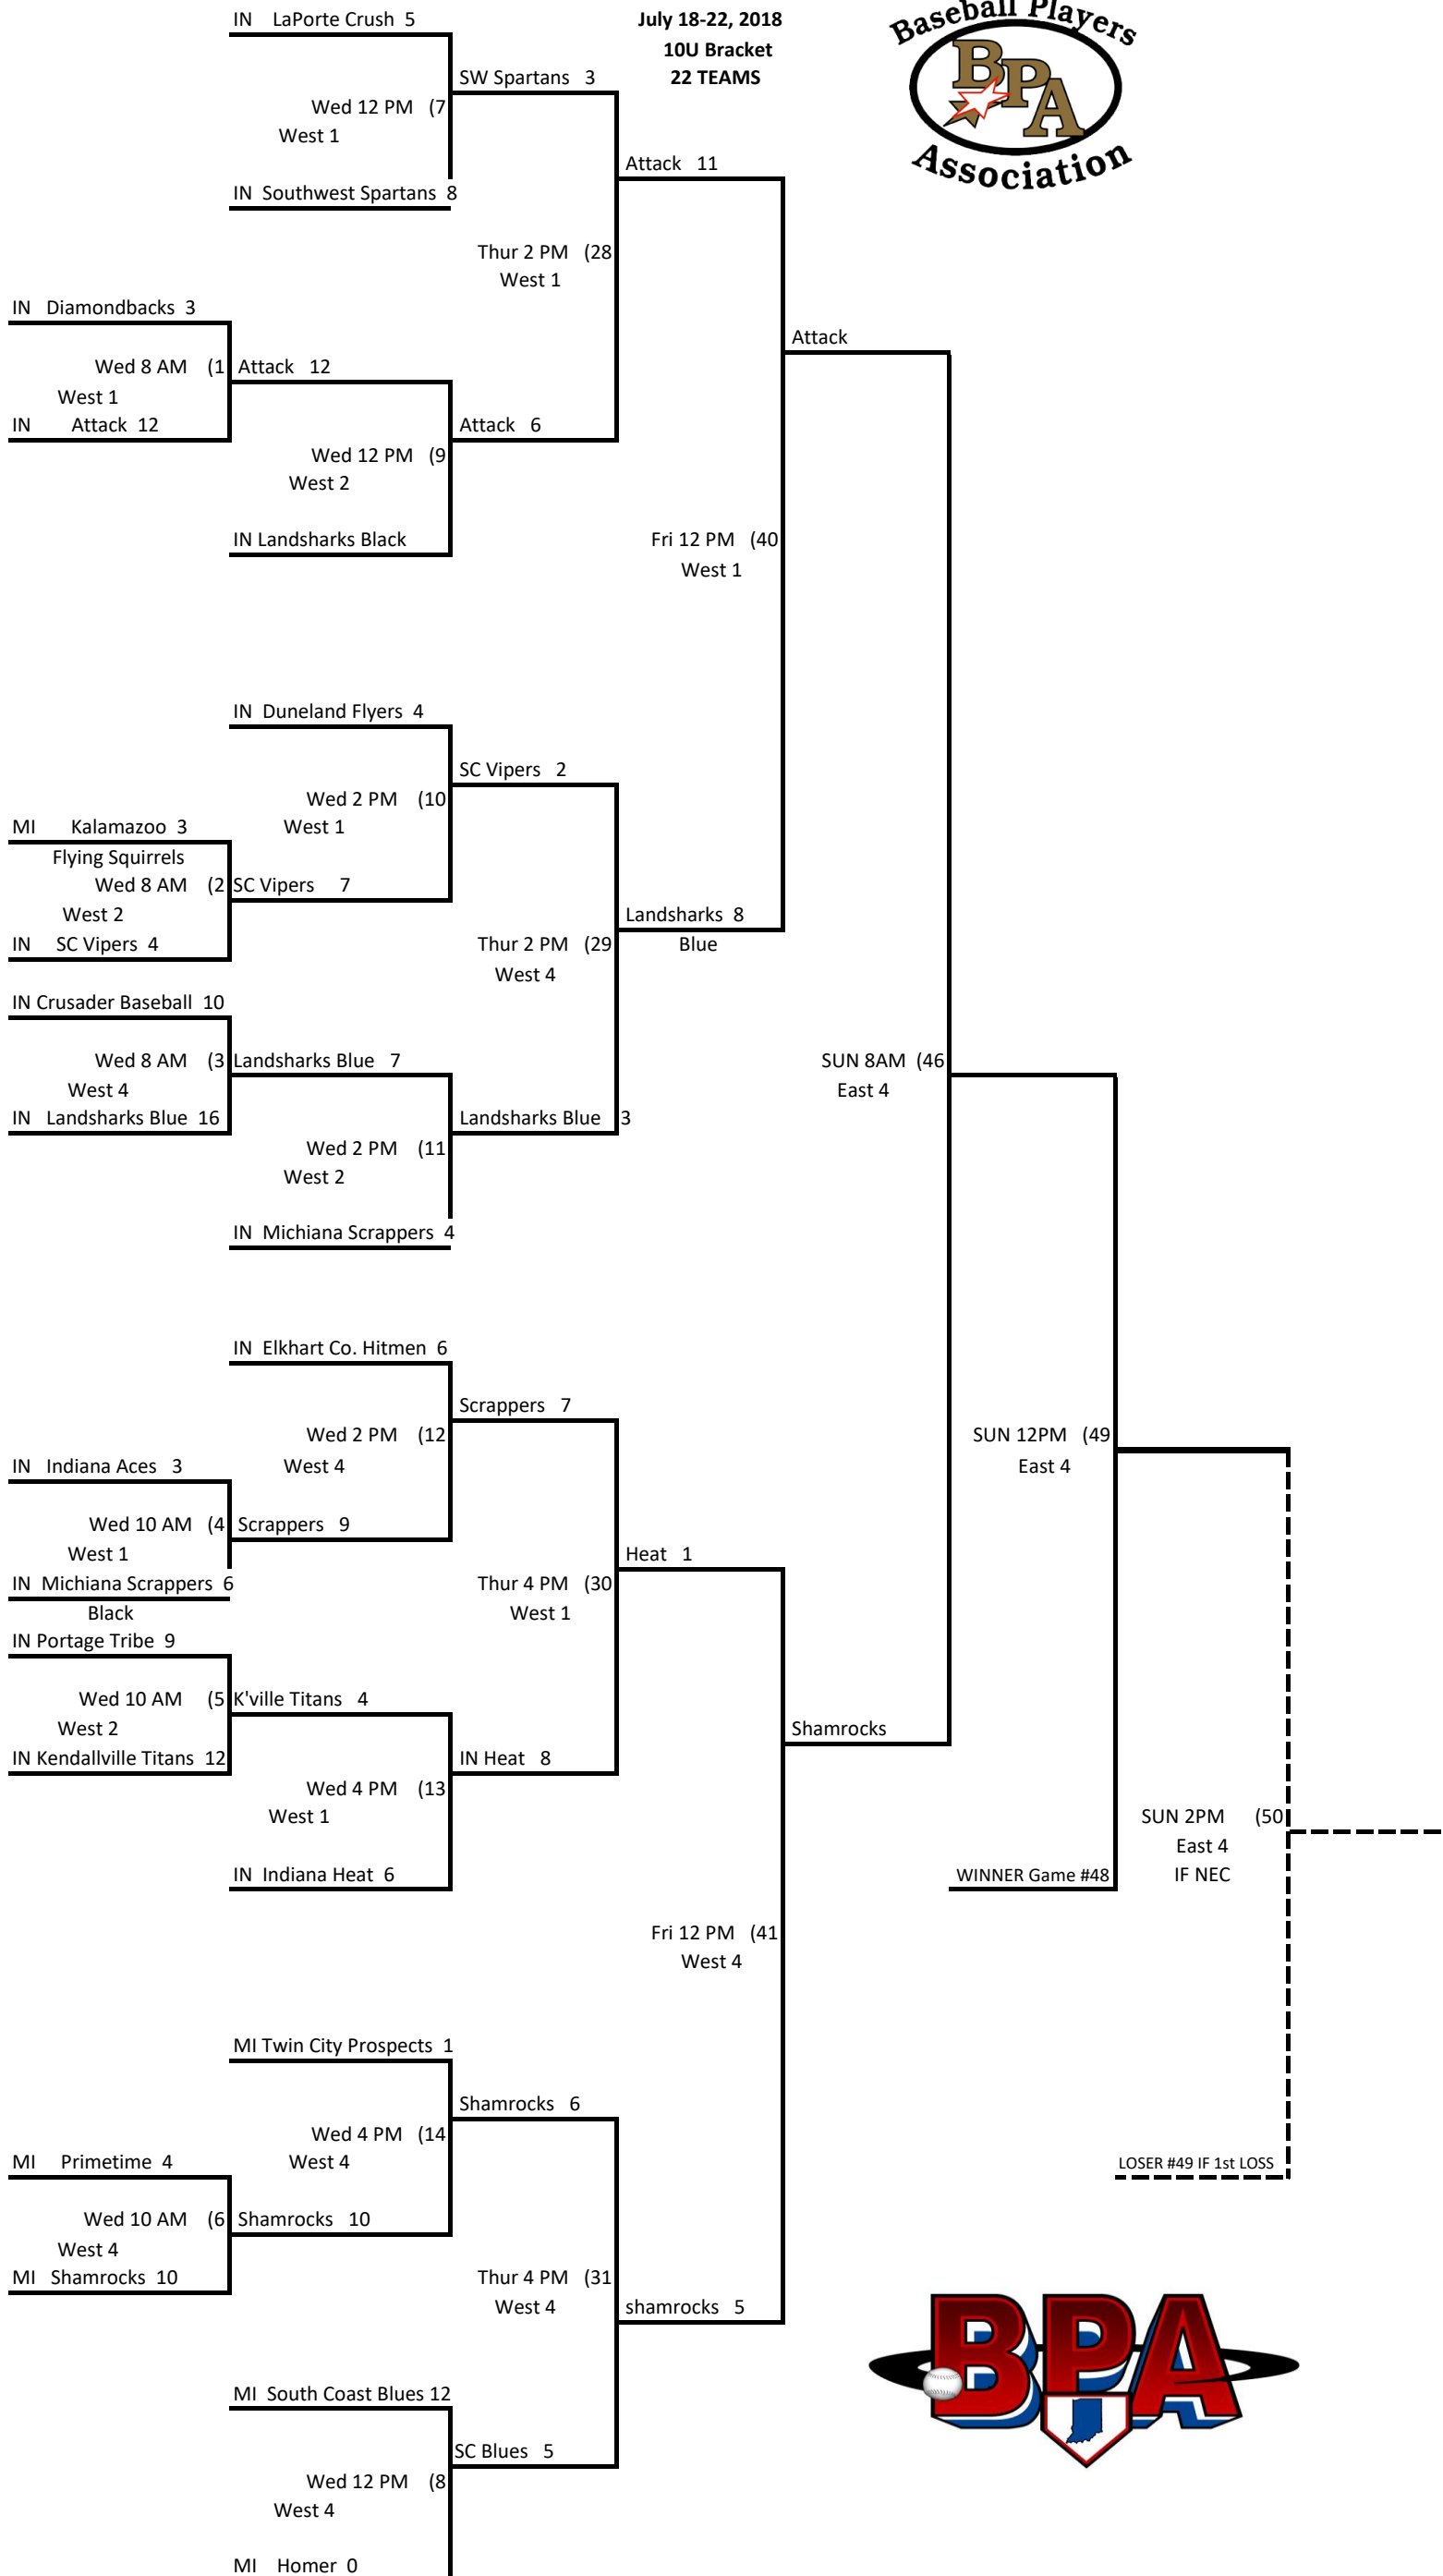 IN LaPorte Crush 5
July 18-22, 2018
10U Bracket
22 TEAMS
Baseball Players
BPA
Association
SW Spartans 3
Wed 12 PM (7
West 1
Attack 11
IN Southwest Spartans 8
Thur 2 PM (28
West 1
IN Diamondbacks 3
Attack
Wed 8 AM (1
Attack 12
West 1
IN Attack 12
Attack 6
Wed 12 PM (9
West 2
IN Landsharks Black
Fri 12 PM (40
West 1
IN Duneland Flyers 4
SC Vipers 2
Wed 2 PM (10
West 1
MI Kalamazoo 3
Flying Squirrels
Wed 8 AM (2
SC Vipers 7
West 2
Landsharks 8
Blue
IN SC Vipers 4
Thur 2 PM (29
West 4
IN Crusader Baseball 10
Wed 8 AM (3
Landsharks Blue 7
SUN 8AM (46
East 4
West 4
IN Landsharks Blue 16
Landsharks Blue 3
Wed 2 PM (11
West 2
IN Michiana Scrappers 4
IN Elkhart Co. Hitmen 6
Scrappers 7
Wed 2 PM (12
West 4
SUN 12PM (49
East 4
IN Indiana Aces 3
Wed 10 AM (4
Scrappers 9
West 1
Heat 1
IN Michiana Scrappers 6
Black
Thur 4 PM (30
West 1
IN Portage Tribe 9
Wed 10 AM (5
K'ville Titans 4
West 2
Shamrocks
IN Kendallville Titans 12
IN Heat 8
Wed 4 PM (13
West 1
SUN 2PM (50
East 4
IF NEC
IN Indiana Heat 6
WINNER Game #48
Fri 12 PM (41
West 4
MI Twin City Prospects 1
Shamrocks 6
Wed 4 PM (14
West 4
MI Primetime 4
LOSER #49 IF 1st LOSS
Wed 10 AM (6
Shamrocks 10
West 4
MI Shamrocks 10
Thur 4 PM (31
West 4
shamrocks 5
BPA
MI South Coast Blues 12
SC Blues 5
Wed 12 PM (8
West 4
MI Homer 0